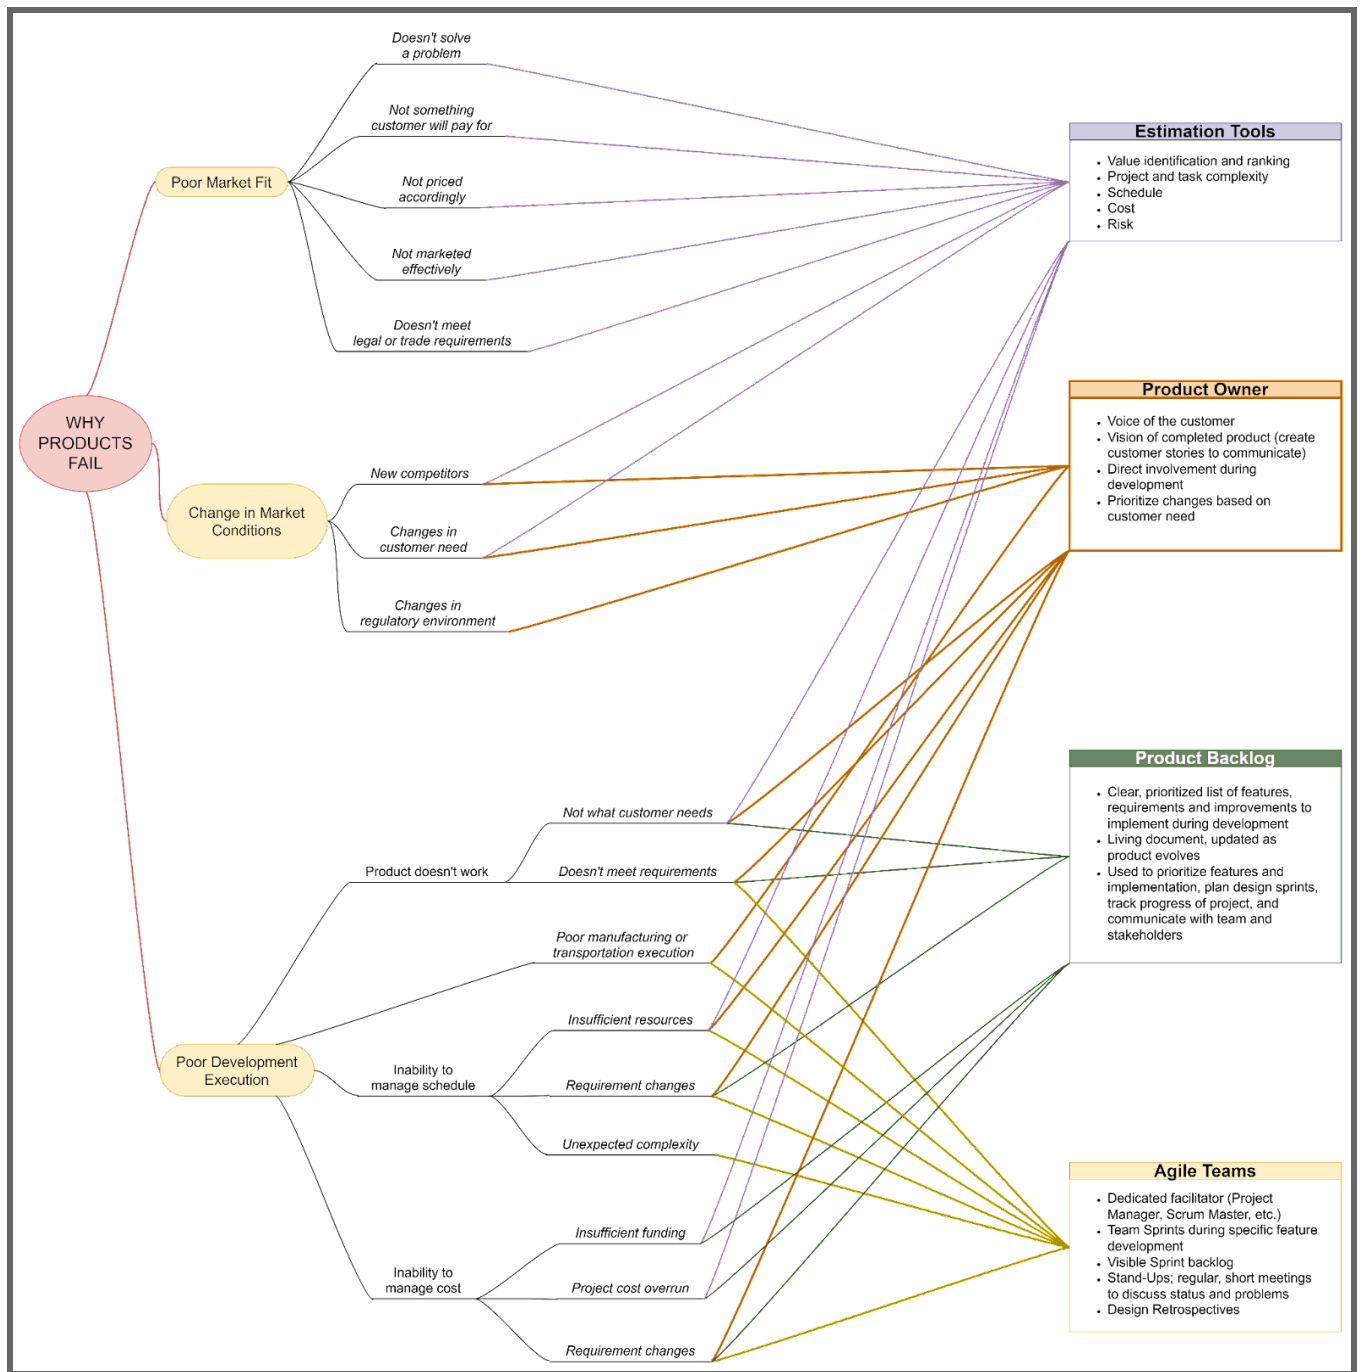 WHY
PRODUCTS
FAIL
Poor Market Fit
Doesn't solve
a problem
Not something
customer will pay for
Not priced
accordingly
Not marketed
effectively
Doesn't meet
legal or trade requirements
Change in Market
Conditions
New competitors
Changes in
customer need
Changes in
regulatory environment
Poor Development
Execution
Product doesn't work
Not what customer needs
Doesn't meet requirements
Poor manufacturing or
transportation execution
Inability to
manage schedule
Insufficient resources
Requirement changes
Unexpected complexity
Inability to
manage cost
Insufficient funding
Project cost overrun
Requirement changes
Estimation Tools
• Value identification and ranking
• Project and task complexity
• Schedule
• Cost
• Risk
Product Owner
• Voice of the customer
• Vision of completed product (create
customer stories to communicate)
• Direct involvement during
development
• Prioritize changes based on
customer need
Product Backlog
• Clear, prioritized list of features,
requirements and improvements to
implement during development
• Living document, updated as
product evolves
• Used to prioritize features and
implementation, plan design sprints,
track progress of project, and
communicate with team and
stakeholders
Agile Teams
• Dedicated facilitator (Project
Manager, Scrum Master, etc.)
• Team Sprints during specific feature
development
• Visible Sprint backlog
• Stand-Ups; regular, short meetings
to discuss status and problems
• Design Retrospectives